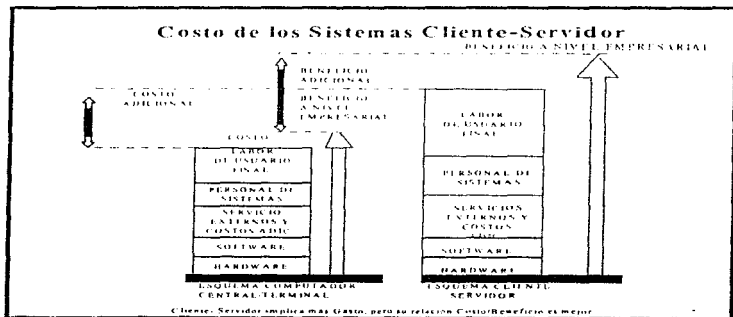 Costo de los Sistemas Cliente-Servidor
BENEFICIO A NIVEL EMPRESARIAL
BENEFICIO
ADICIONAL
COSTO
ADICIONAL
BENEFICIO
A NIVEL
EMPRESARIAL
COSTO
LABOR
DE USUARIO
FINAL
PERSONAL DE
SISTEMAS
SERVICIO
EXTERNOS Y
COSTOS ADIC
SOFTWARE
HARDWARE
ESQUEMA COMPUTADOR
CENTRAL/TERMINAL
LABOR
DE USUARIO
FINAL
PERSONAL DE
SISTEMAS
SERVICIOS
EXTERNOS Y
COSTOS
SOFTWARE
HARDWARE
ESQUEMA CLIENTE
SERVIDOR
Cliente-Servidor implica mas Gasto, pero su relación Costo/Beneficio es mejor